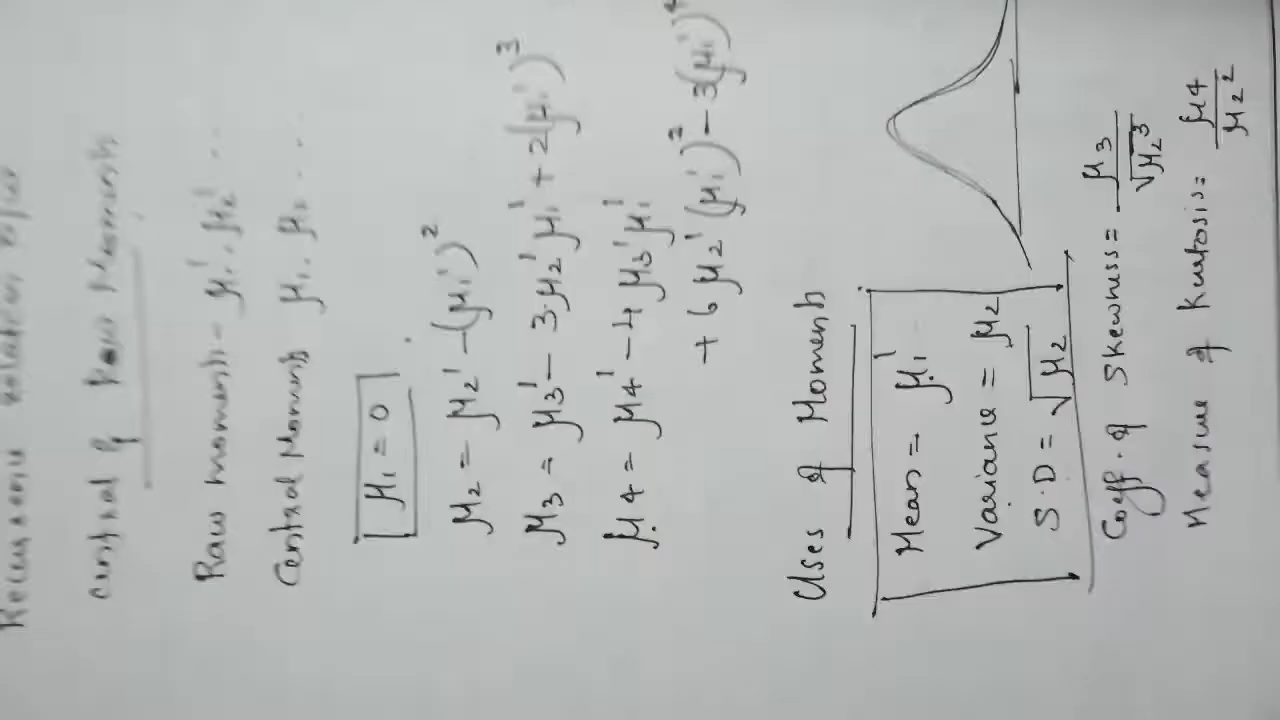 central & Raw Moments
Raw moments - μ₁'. μ₂' ...
Central Moments μ₁. μ₂ ...
μ₁ = 0
μ₂ = μ₂' - (μ₁')²
μ₃ = μ₃' - 3μ₂'μ₁' + 2(μ₁')³
μ4 = μ4' - 4μ₃'μ₁'
+ 6μ₂'(μ₁')² - 3(μ₁')⁴
Uses of Moments
Mean = μ₁'
Variance = μ₂
S.D = √μ₂
Coeff. of Skewness = μ₃/√μ₂³
Measure of Kurtosis = μ4/μ₂²